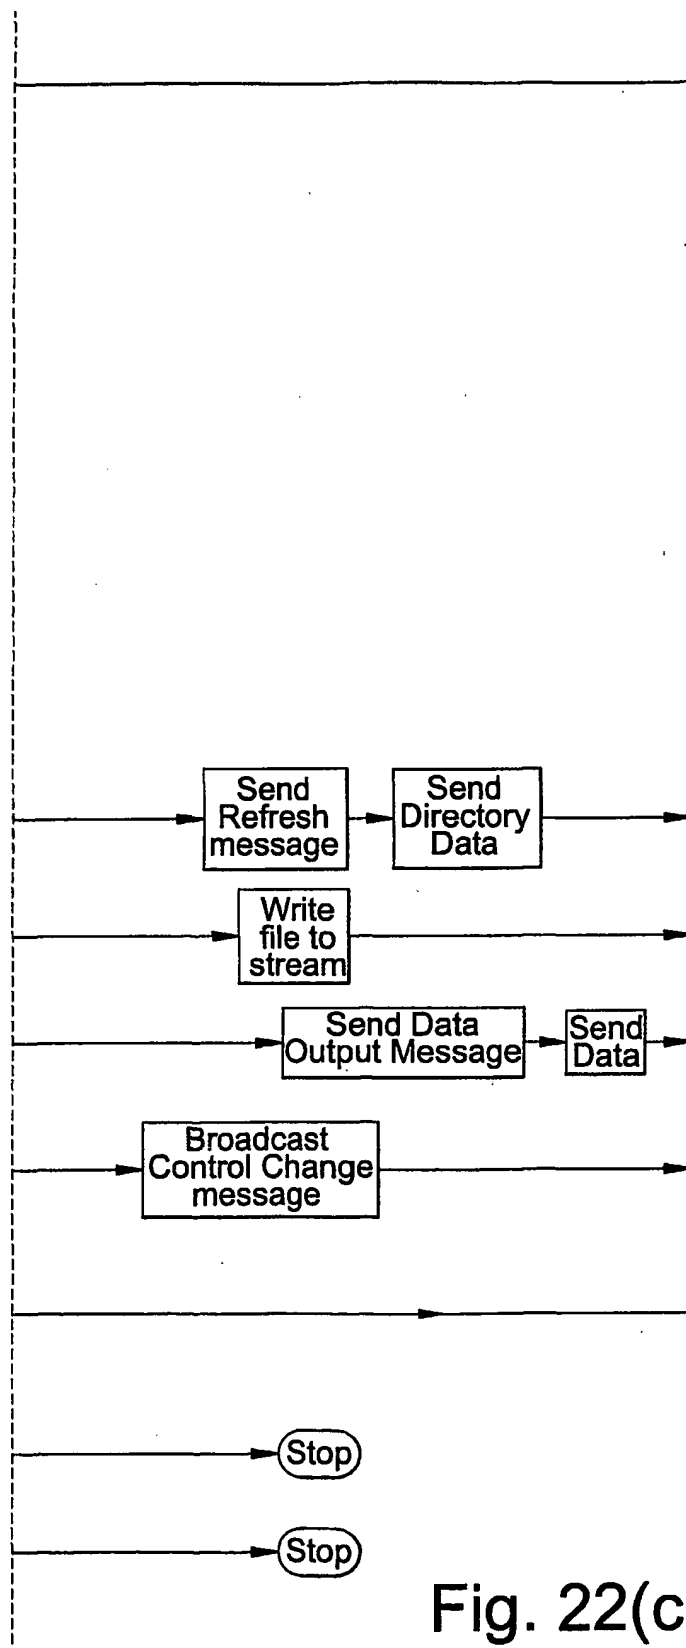 Send
Refresh
message
Send
Directory
Data
Write
file to
stream
Send Data
Output Message
Send
Data
Broadcast
Control Change
message
Stop
Stop
Fig. 22(c